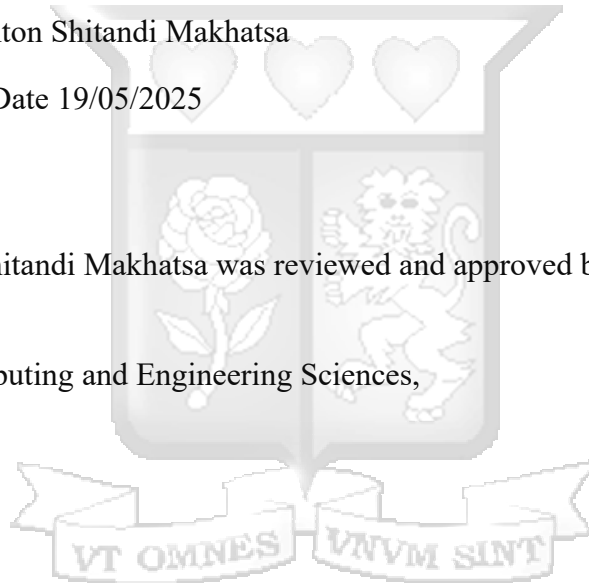 ton Shitandi Makhatsa
Date 19/05/2025
hitandi Makhatsa was reviewed and approved b
puting and Engineering Sciences,
VT OMNES VNVM SINT